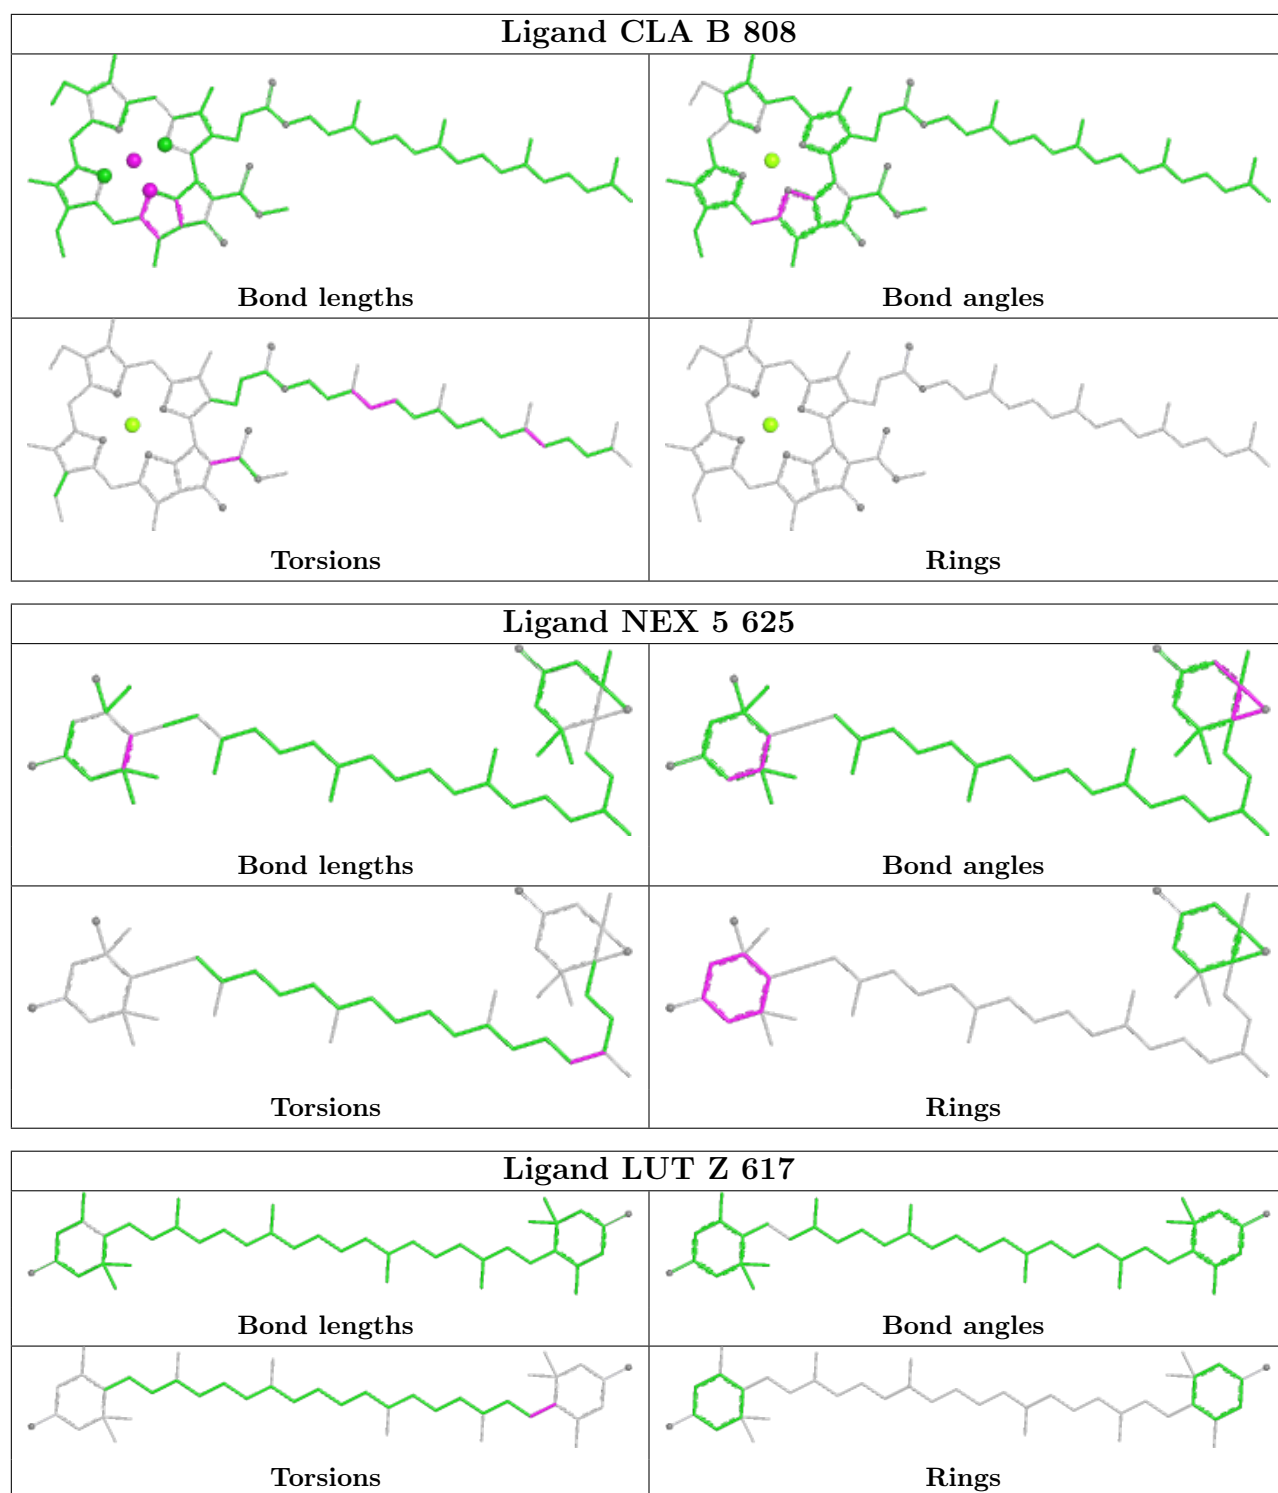 Ligand CLA B 808
Bond lengths
Bond angles
Torsions
Rings
Ligand NEX 5 625
Bond lengths
Bond angles
Torsions
Rings
Ligand LUT Z 617
Bond lengths
Bond angles
Torsions
Rings